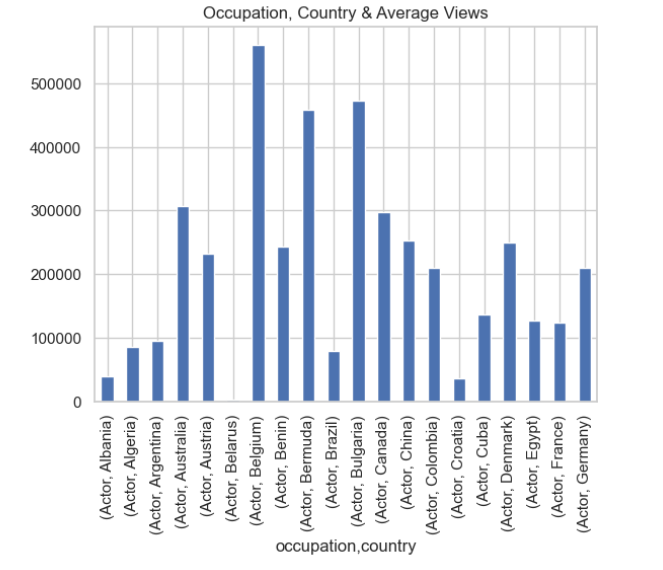 Occupation, Country & Average Views
500000
400000
300000
200000
100000
0
(Actor, Albania)
(Actor, Algeria)
(Actor, Argentina)
(Actor, Australia)
(Actor, Austria)
(Actor, Belarus)
(Actor, Belgium)
(Actor, Benin)
(Actor, Bermuda)
(Actor, Brazil)
(Actor, Bulgaria)
(Actor, Canada)
(Actor, China)
(Actor, Colombia)
(Actor, Croatia)
(Actor, Cuba)
(Actor, Denmark)
(Actor, Egypt)
(Actor, France)
(Actor, Germany)
occupation,country